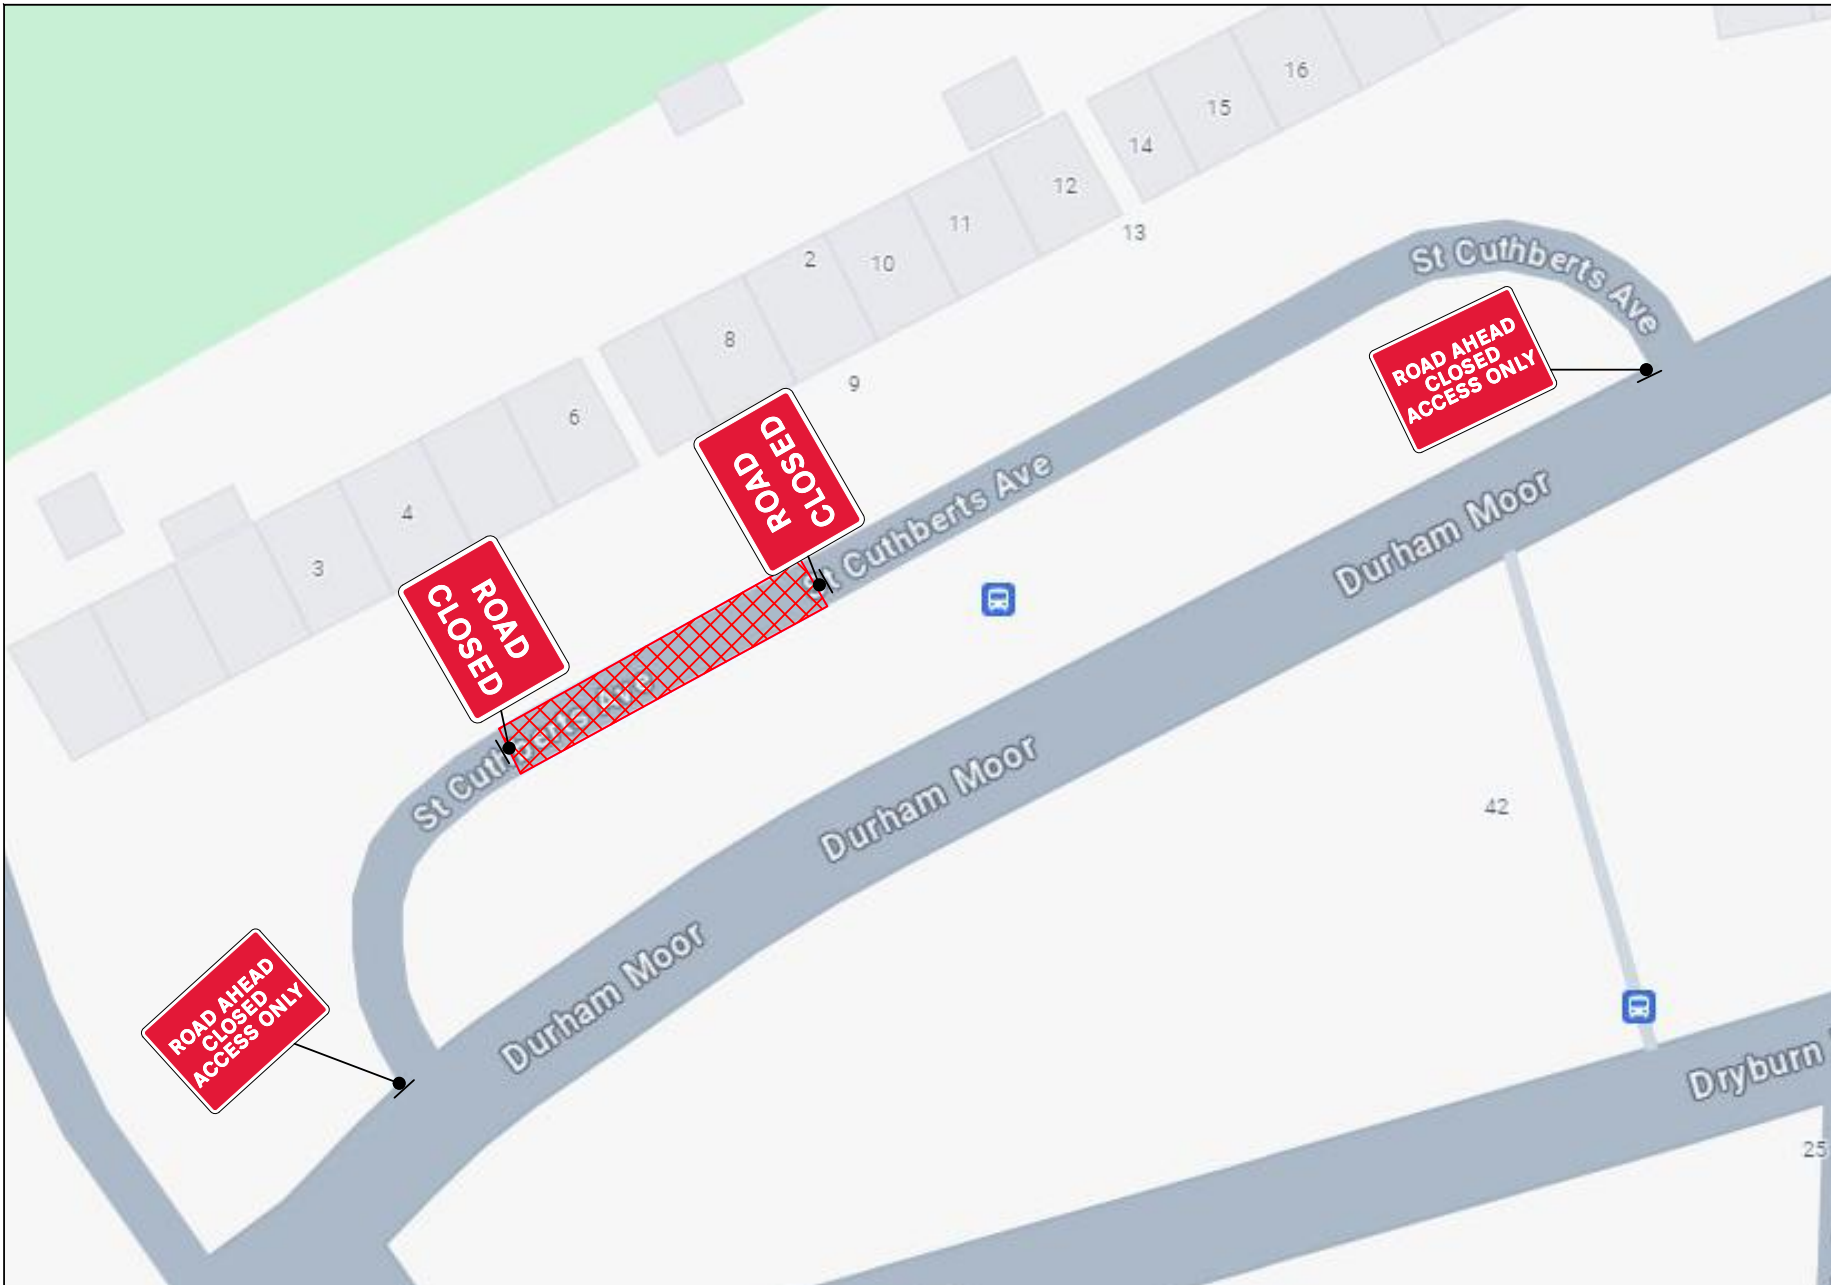 16
15
14
12
11
13
2
10
St Cuthberts Ave
8
ROAD AHEAD
CLOSED
ACCESS ONLY
9
6
ROAD
CLOSED
St Cuthberts Ave
4
Durham Moor
3
ROAD
CLOSED
St Cuthberts Ave
Durham Moor
42
Durham Moor
ROAD AHEAD
CLOSED
ACCESS ONLY
Dryburn
25